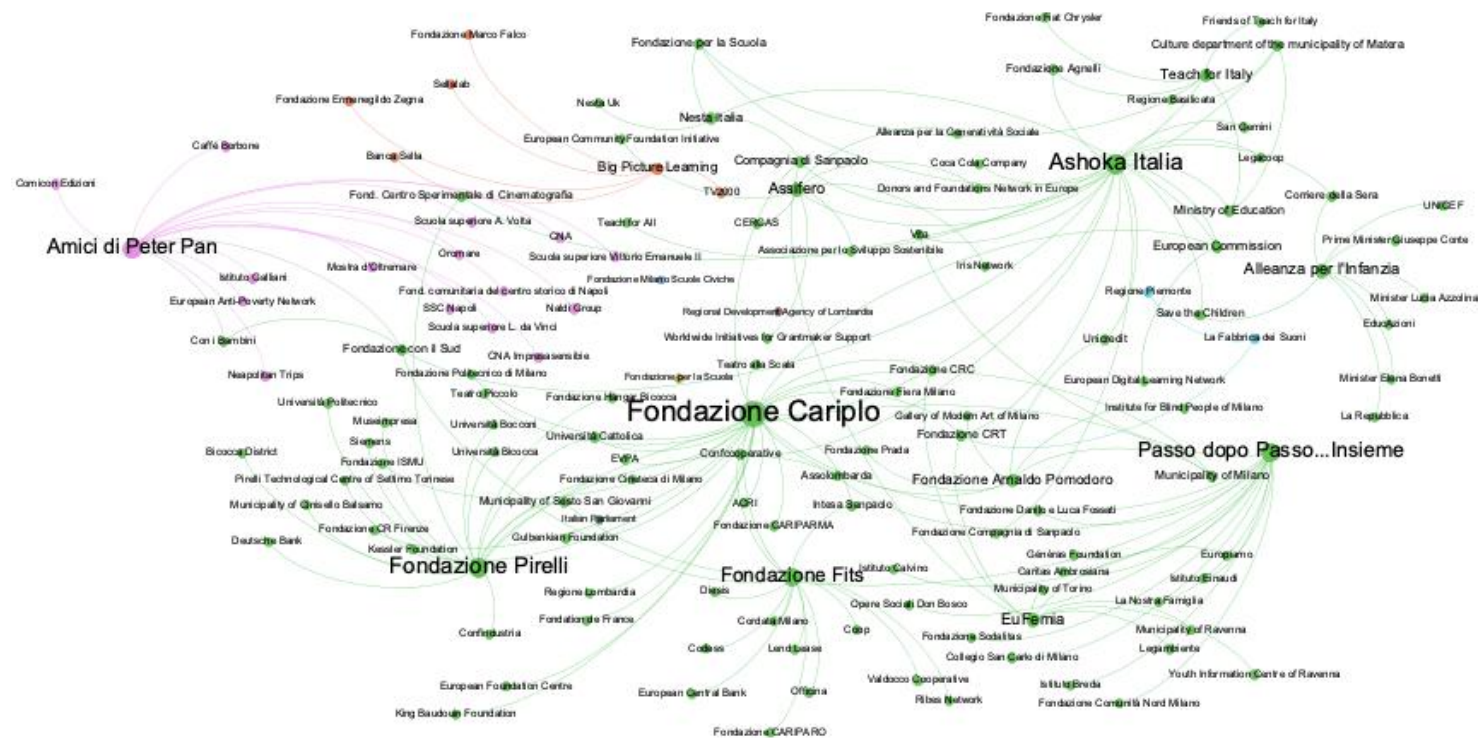 Fondazione Fiat Chrysler
Friends of Teach for Italy
Fondazione Marco Falco
Fondazione per la Scuola
Culture department of the municipality of Matera
Fondazione Agnelli
Teach for Italy
Sellalab
Fondazione Ermenegildo Zegna
Nesta Uk
Regione Basilicata
Nesta Italia
European Community Foundation Initiative
Alleanza per la Generatività Sociale
San Gemini
Caffé Borbone
Banca Sella
Big Picture Learning
Compagnia di Sanpaolo
Coca Cola Company
Ashoka Italia
Legacoop
Comicon Edizioni
Fond. Centro Sperimentale di Cinematografia
TV2000
Assifero
Donors and Foundations Network in Europe
Corriere della Sera
UNICEF
Scuola superiore A. Volta
Teach for All
CERGAS
Ministry of Education
Vita
CNA
Amici di Peter Pan
Oromare
Scuola superiore Vittorio Emanuele II
Associazione per lo Sviluppo Sostenibile
European Commission
Prime Minister Giuseppe Conte
Mostra d'Oltremare
Iris Network
Alleanza per l'Infanzia
Istituto Galliani
Fondazione Milano Scuole Civiche
Fond. comunitaria del centro storico di Napoli
Regione Piemonte
Minister Lucia Azzolina
European Anti-Poverty Network
SSC Napoli
Naldi Group
Regional Development Agency of Lombardia
Save the Children
EducAzioni
Scuola superiore L. da Vinci
Worldwide Initiatives for Grantmaker Support
Unicredit
La Fabbrica dei Suoni
Con i Bambini
Fondazione con il Sud
CNA Impresasensibile
Teatro alla Scala
Neapolitan Trips
Fondazione Politecnico di Milano
Fondazione per la Scuola
Fondazione CRC
European Digital Learning Network
Minister Elena Bonetti
Teatro Piccolo
Fondazione Hangar Bicocca
Fondazione Fiera Milano
Università Politecnico
Fondazione Cariplo
Gallery of Modern Art of Milano
Institute for Blind People of Milano
La Repubblica
Museimpresa
Università Bocconi
Università Cattolica
Fondazione CRT
Siemens
Bicocca District
Università Bicocca
EVPA
Confcooperative
Fondazione Prada
Passo dopo Passo...Insieme
Fondazione ISMU
Pirelli Technological Centre of Settimo Torinese
Fondazione Cineteca di Milano
Assolombarda
Fondazione Arnaldo Pomodoro
Municipality of Milano
Municipality of Cinisello Balsamo
Municipality of Sesto San Giovanni
ACRI
Intesa Sanpaolo
Fondazione Danilo e Luca Fossati
Fondazione CR Firenze
Italian Parlement
Fondazione CARIPARMA
Fondazione Compagnia di Sanpaolo
Deutsche Bank
Kessler Foundation
Gulbenkian Foundation
Généras Foundation
Europiamo
Fondazione Pirelli
Fondazione Fits
Istituto Calvino
Caritas Ambrosiana
Istituto Einaudi
Regione Lombardia
Diesis
Municipality of Torino
La Nostra Famiglia
Opere Sociali Don Bosco
Fondation de France
Cordata Milano
Coop
EuFemia
Municipality of Ravenna
Confindustria
Fondazione Sodalitas
Legambiente
Codess
Lend Lease
Collegio San Carlo di Milano
Youth Information Centre of Ravenna
European Foundation Centre
European Central Bank
Officina
Valdocco Cooperative
Istituto Breda
Ribes Network
Fondazione Comunità Nord Milano
King Baudouin Foundation
Fondazione CARIPARO